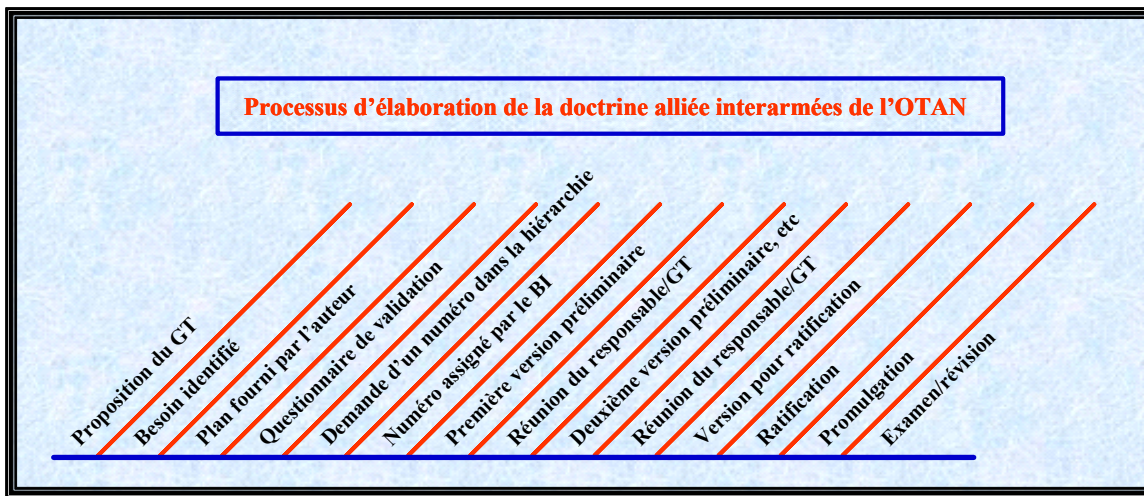 Processus d'élaboration de la doctrine alliée interarmées de l'OTAN
Proposition du GT
Besoin identifié
Plan fourni par l'auteur
Questionnaire de validation
Demande d'un numéro dans la hiérarchie
Numéro assigné par le BI
Première version préliminaire
Réunion du responsable/GT
Deuxième version préliminaire, etc
Réunion du responsable/GT
Version pour ratification
Ratification
Promulgation
Examen/révision